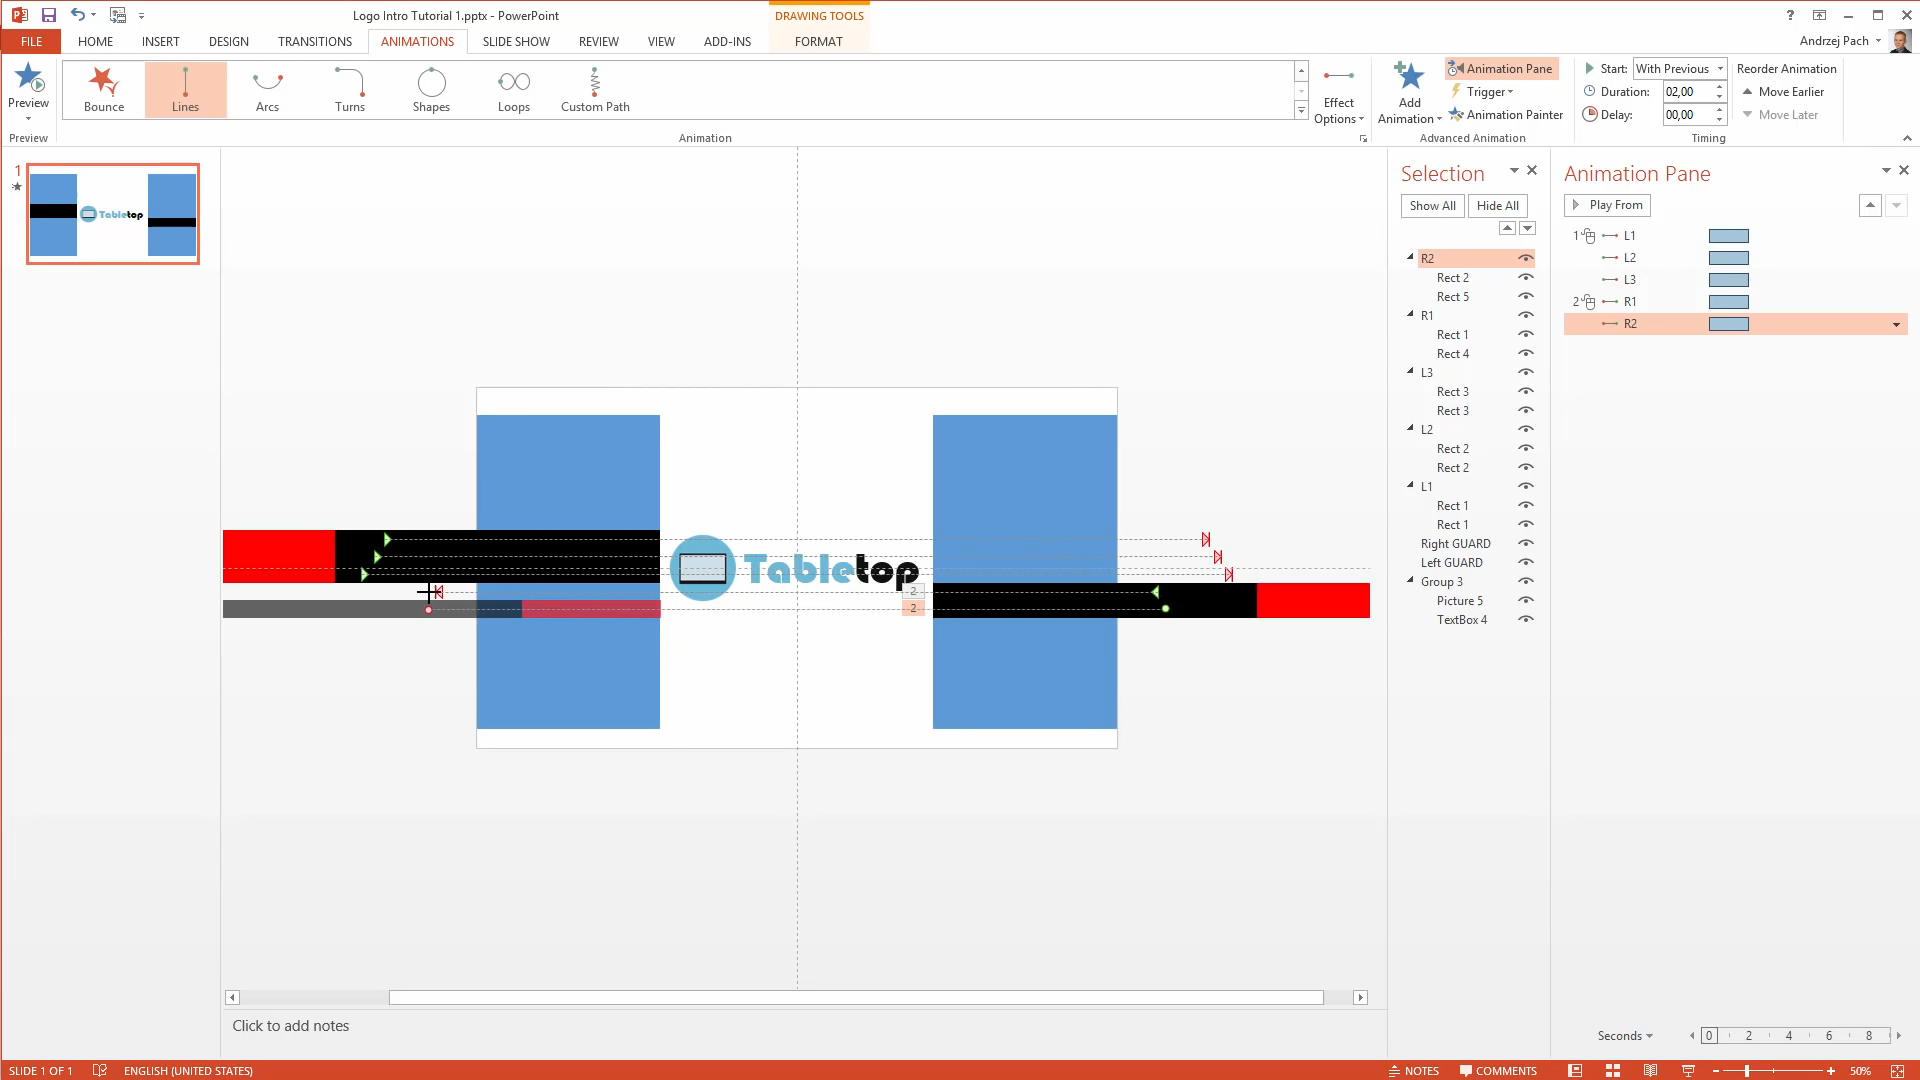 Logo Intro Tutorial 1.pptx - PowerPoint
DRAWING TOOLS
?
FILE
HOME
INSERT
DESIGN
TRANSITIONS
ANIMATIONS
SLIDE SHOW
REVIEW
VIEW
ADD-INS
FORMAT
Andrzej Pach
Preview
Bounce
Lines
Arcs
Turns
Shapes
Loops
Custom Path
Effect
Options
Add
Animation
Animation Pane
Trigger
Animation Painter
Start: With Previous
Duration: 02,00
Delay: 00,00
Reorder Animation
Move Earlier
Move Later
Preview
Animation
Advanced Animation
Timing
1
Tabletop
Tabletop
2
2
Selection
Show All
Hide All
R2
Rect 2
Rect 5
R1
Rect 1
Rect 4
L3
Rect 3
Rect 3
L2
Rect 2
Rect 2
L1
Rect 1
Rect 1
Right GUARD
Left GUARD
Group 3
Picture 5
TextBox 4
Animation Pane
Play From
1 L1
L2
L3
2 R1
R2
Seconds
0 2 4 6 8
Click to add notes
SLIDE 1 OF 1
ENGLISH (UNITED STATES)
NOTES
COMMENTS
50%